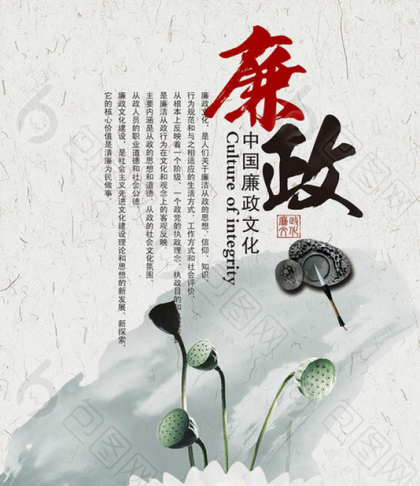 廉政
中国廉政文化
Culture of integrity
廉政文化，是人们关于廉洁从政的思想、信仰、知识、
行为规范和与之相适应的生活方式、工作方式和社会评价，
从根本上反映着一个阶级、一个政党的执政理念、执政目的和
是廉洁从政行为在文化和观念上的客观反映。
主要内涵是从政的思想和道德、从政的社会文化氛围、
从政人员的职业道德和社会公德。
廉政文化建设，是社会主义先进文化建设理论和思想的新发展、新探索，
它的核心价值是清廉为民做事。